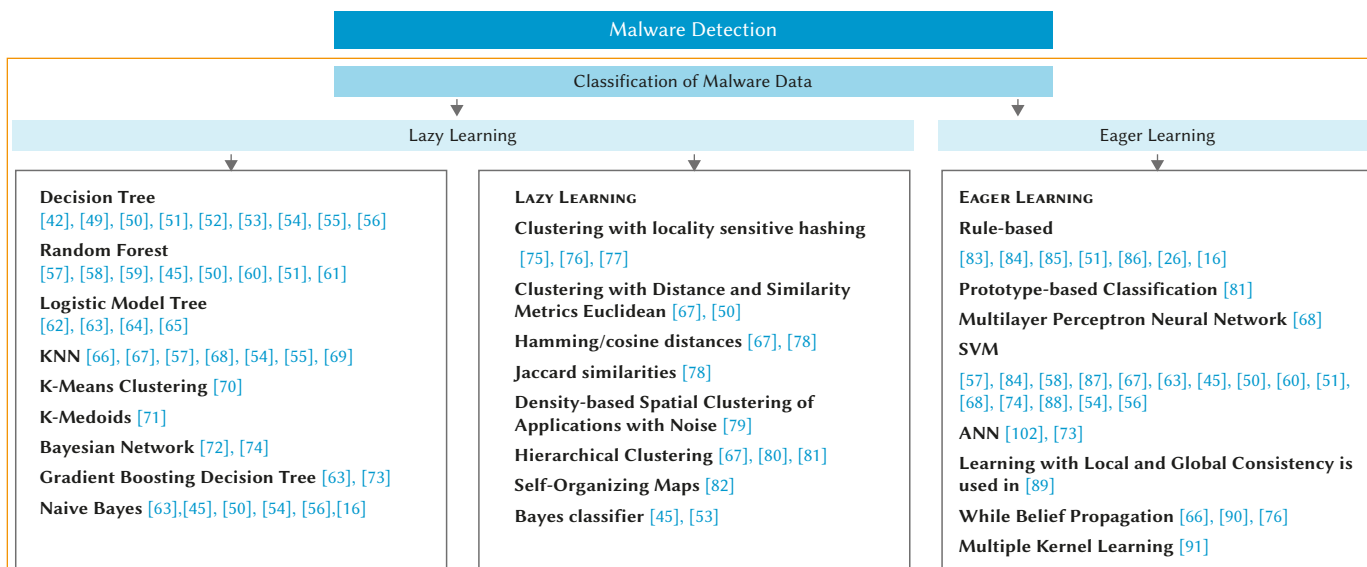 Malware Detection
Classification of Malware Data
Lazy Learning
Eager Learning
Decision Tree
[42], [49], [50], [51], [52], [53], [54], [55], [56]
Random Forest
[57], [58], [59], [45], [50], [60], [51], [61]
Logistic Model Tree
[62], [63], [64], [65]
KNN [66], [67], [57], [68], [54], [55], [69]
K-Means Clustering [70]
K-Medoids [71]
Bayesian Network [72], [74]
Gradient Boosting Decision Tree [63], [73]
Naive Bayes [63],[45], [50], [54], [56],[16]
Lazy Learning
Clustering with locality sensitive hashing
[75], [76], [77]
Clustering with Distance and Similarity
Metrics Euclidean [67], [50]
Hamming/cosine distances [67], [78]
Jaccard similarities [78]
Density-based Spatial Clustering of
Applications with Noise [79]
Hierarchical Clustering [67], [80], [81]
Self-Organizing Maps [82]
Bayes classifier [45], [53]
Eager Learning
Rule-based
[83], [84], [85], [51], [86], [26], [16]
Prototype-based Classification [81]
Multilayer Perceptron Neural Network [68]
SVM
[57], [84], [58], [87], [67], [63], [45], [50], [60], [51],
[68], [74], [88], [54], [56]
ANN [102], [73]
Learning with Local and Global Consistency is
used in [89]
While Belief Propagation [66], [90], [76]
Multiple Kernel Learning [91]